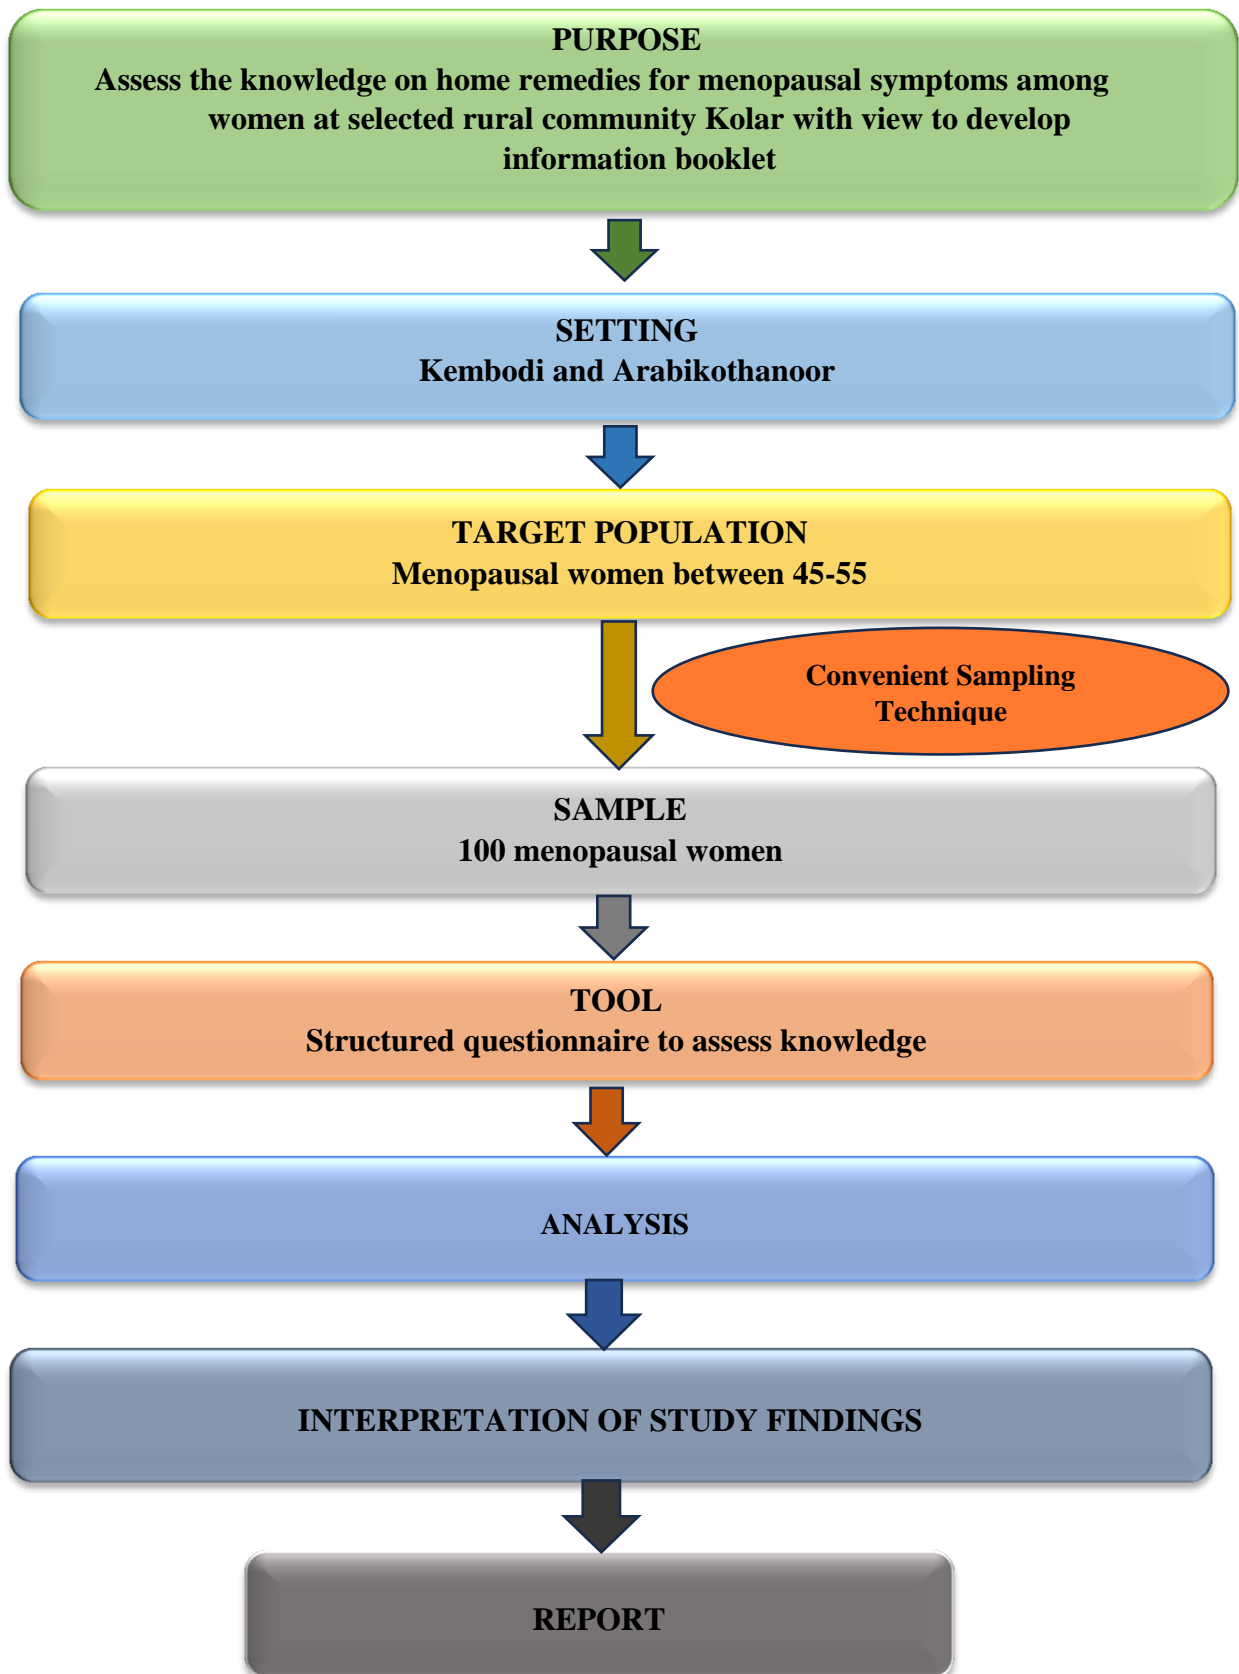 PURPOSE
Assess the knowledge on home remedies for menopausal symptoms among
women at selected rural community Kolar with view to develop
information booklet
SETTING
Kembodi and Arabikothanoor
TARGET POPULATION
Menopausal women between 45-55
Convenient Sampling
Technique
SAMPLE
100 menopausal women
TOOL
Structured questionnaire to assess knowledge
ANALYSIS
INTERPRETATION OF STUDY FINDINGS
REPORT